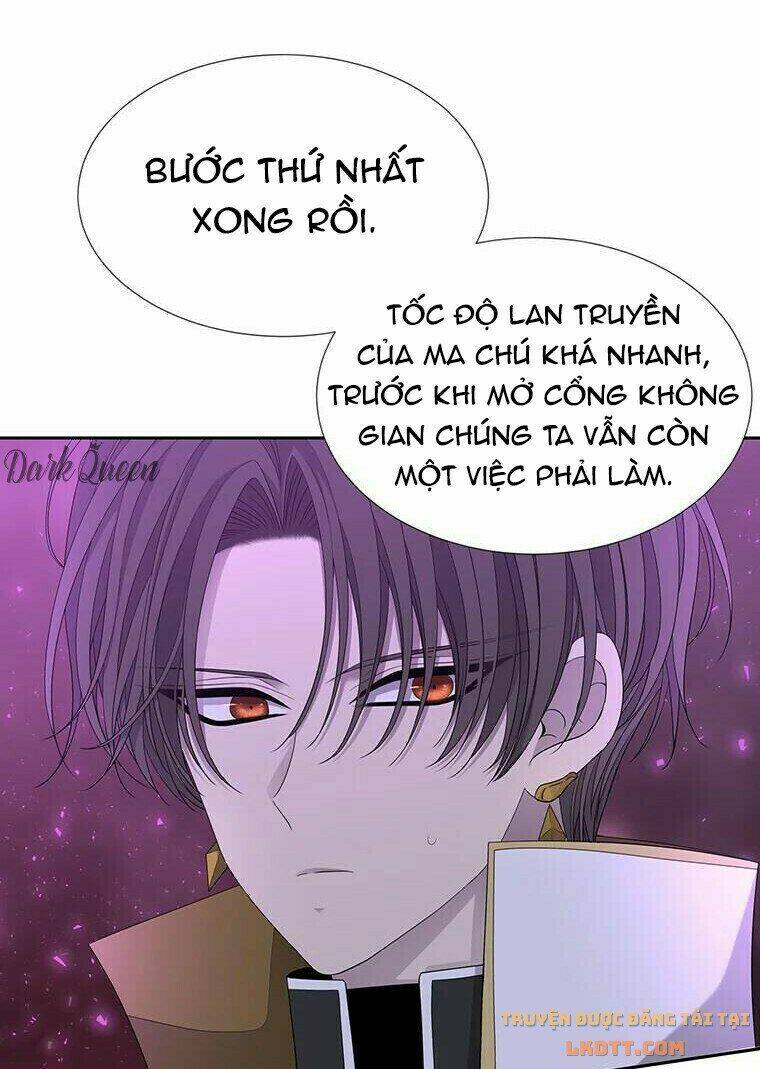 BƯỚC THỨ NHẤT
XONG RỒI.
TỐC ĐỘ LAN TRUYỀN
CỦA MA CHÚ KHÁ NHANH,
TRƯỚC KHI MỞ CỔNG KHÔNG
GIAN CHÚNG TA VẪN CÒN
MỘT VIỆC PHẢI LÀM.
Dark Queen
TRUYỆN ĐƯỢC ĐĂNG TẢI TẠI
LKDTT.COM